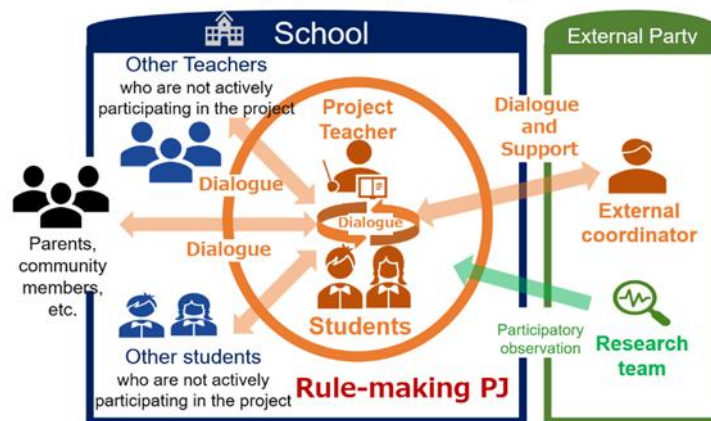 School
External Party
Other Teachers
who are not actively
participating in the project
Project
Teacher
Dialogue
and
Support
Dialogue
Dialogue
Dialogue
External
coordinator
Parents,
community
members,
etc.
Students
Other students
who are not actively
participating in the project
Participatory
observation
Research
team
Rule-making PJ